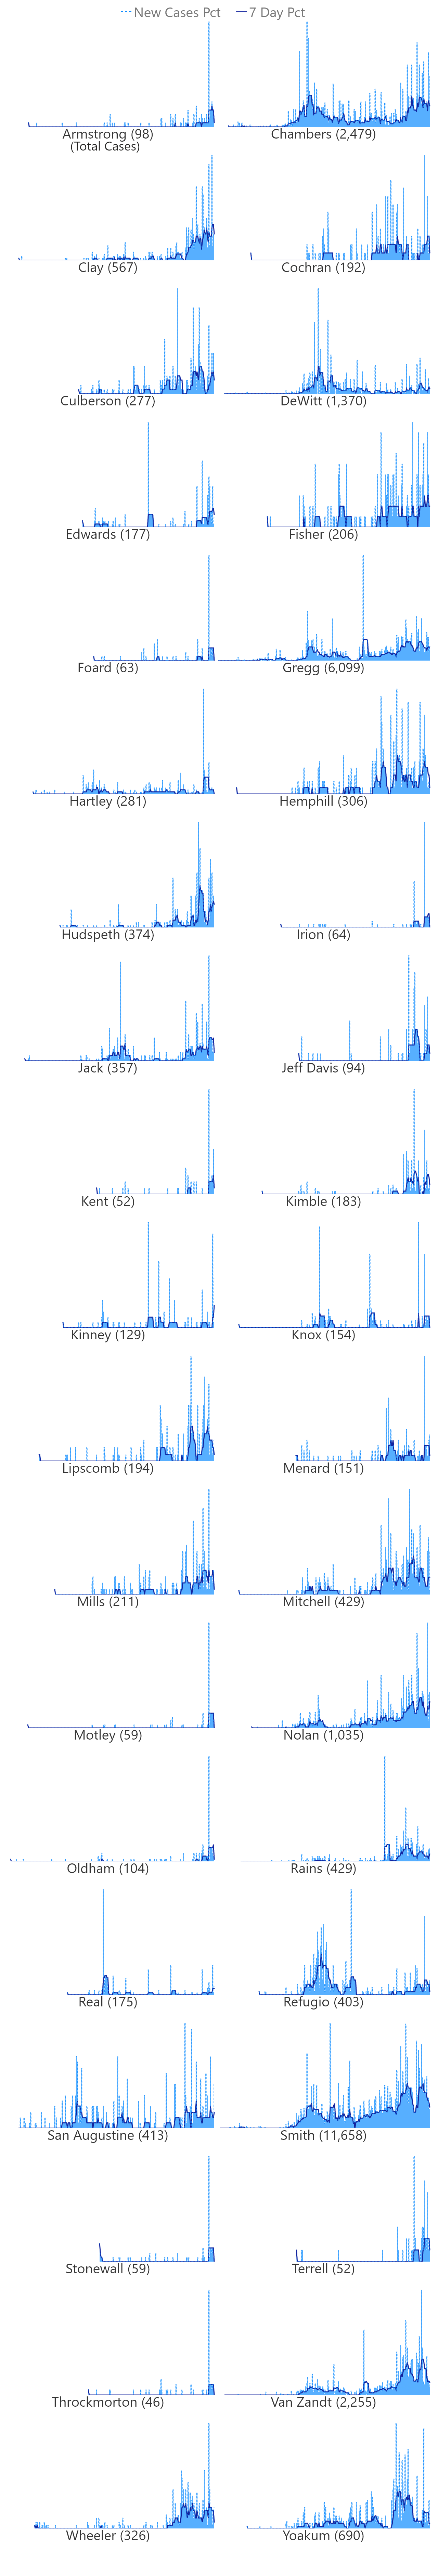 New Cases Pct 7 Day Pct
Armstrong (98) Chambers (2,479)
(Total Cases)
Clay (567) Cochran (192)
Culberson (277) DeWitt (1,370)
Edwards (177) Fisher (206)
Foard (63) Gregg (6,099)
Hartley (281) Hemphill (306)
Hudspeth (374) Irion (64)
Jack (357) Jeff Davis (94)
Kent (52) Kimble (183)
Kinney (129) Knox (154)
Lipscomb (194) Menard (151)
Mills (211) Mitchell (429)
Motley (59) Nolan (1,035)
Oldham (104) Rains (429)
Real (175) Refugio (403)
San Augustine (413) Smith (11,658)
Stonewall (59) Terrell (52)
Throckmorton (46) Van Zandt (2,255)
Wheeler (326) Yoakum (690)